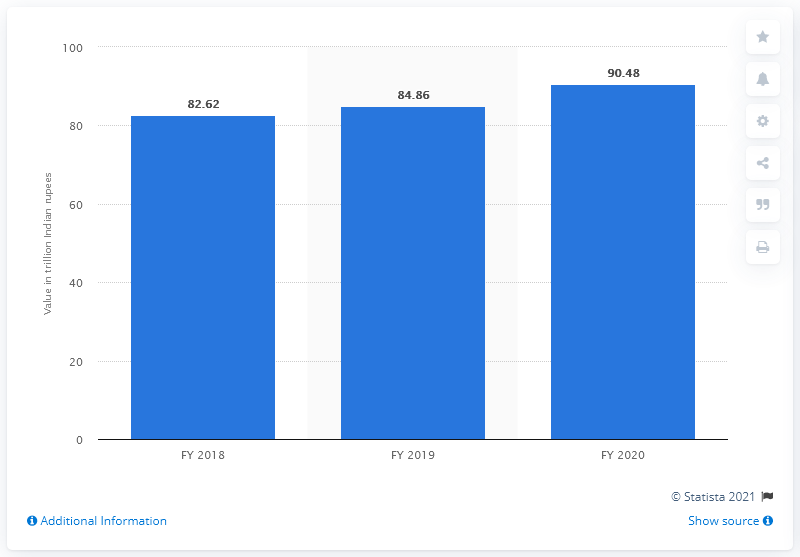 100
80
60
40
20
0
Value in trillion Indian rupees
82.62
84.86
90.48
FY 2018
FY 2019
FY 2020
© Statista 2021
Additional Information
Show source